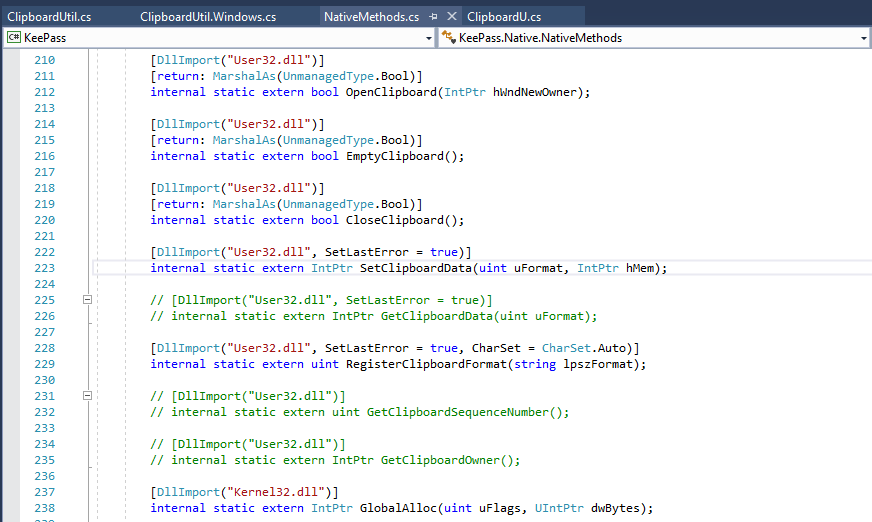 ClipboardUtil.cs ClipboardUtil.Windows.cs NativeMethods.cs ClipboardU.cs
C# KeePass KeePass.Native.NativeMethods
210 [DllImport("User32.dll")]
211 [return: MarshalAs(UnmanagedType.Bool)]
212 internal static extern bool OpenClipboard(IntPtr hWndNewOwner);
213
214 [DllImport("User32.dll")]
215 [return: MarshalAs(UnmanagedType.Bool)]
216 internal static extern bool EmptyClipboard();
217
218 [DllImport("User32.dll")]
219 [return: MarshalAs(UnmanagedType.Bool)]
220 internal static extern bool CloseClipboard();
221
222 [DllImport("User32.dll", SetLastError = true)]
223 internal static extern IntPtr SetClipboardData(uint uFormat, IntPtr hMem);
224
225 // [DllImport("User32.dll", SetLastError = true)]
226 // internal static extern IntPtr GetClipboardData(uint uFormat);
227
228 [DllImport("User32.dll", SetLastError = true, CharSet = CharSet.Auto)]
229 internal static extern uint RegisterClipboardFormat(string lpszFormat);
230
231 // [DllImport("User32.dll")]
232 // internal static extern uint GetClipboardSequenceNumber();
233
234 // [DllImport("User32.dll")]
235 // internal static extern IntPtr GetClipboardOwner();
236
237 [DllImport("Kernel32.dll")]
238 internal static extern IntPtr GlobalAlloc(uint uFlags, UIntPtr dwBytes);